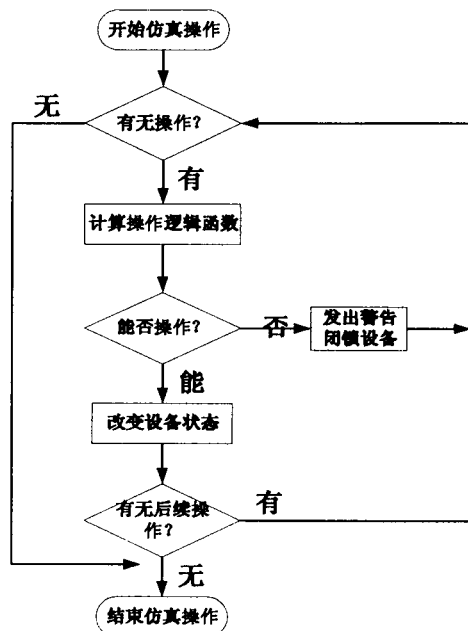 开始仿真操作
无
有无操作？
有
计算操作逻辑函数
能否操作？
否
发出警告
闭锁设备
能
改变设备状态
有无后续操
作？
有
无
结束仿真操作